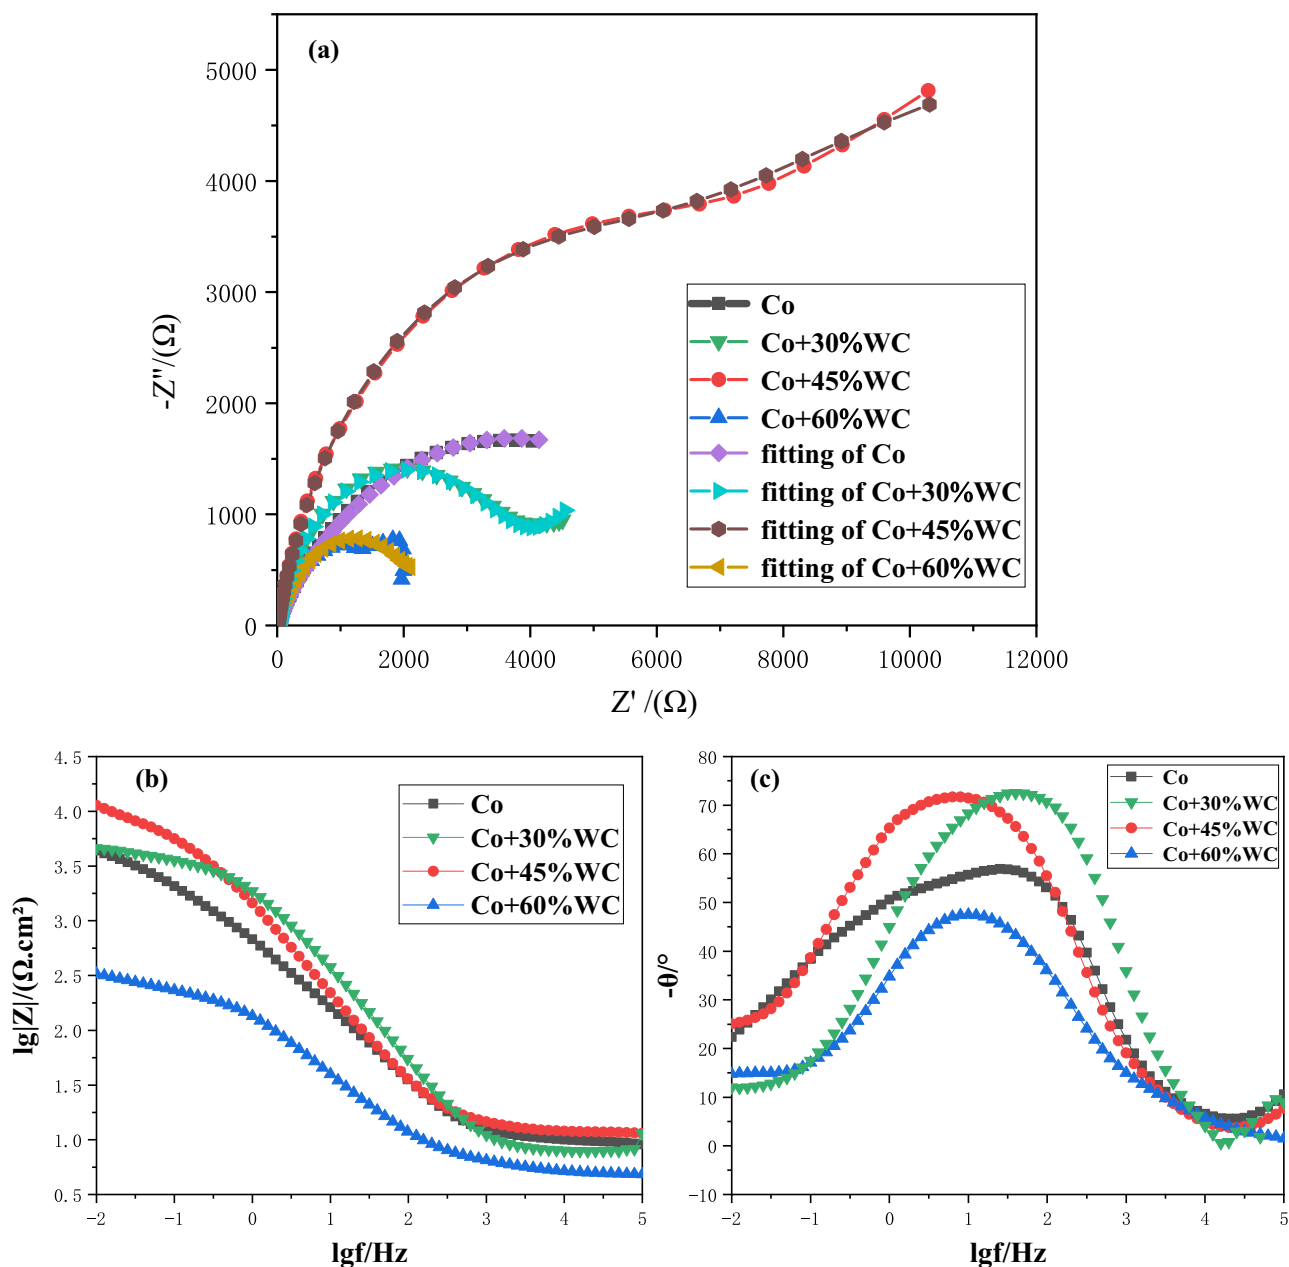 (a)
5000
4000
3000
2000
1000
0
-Z''/(Ω)
0 2000 4000 6000 8000 10000 12000
Z' /(Ω)
Co
Co+30%WC
Co+45%WC
Co+60%WC
fitting of Co
fitting of Co+30%WC
fitting of Co+45%WC
fitting of Co+60%WC
(b)
4.5
4.0
3.5
3.0
2.5
2.0
1.5
1.0
0.5
lg|Z|/(Ω.cm²)
-2 -1 0 1 2 3 4 5
lgf/Hz
Co
Co+30%WC
Co+45%WC
Co+60%WC
(c)
80
70
60
50
40
30
20
10
0
-10
-θ/°
-2 -1 0 1 2 3 4 5
lgf/Hz
Co
Co+30%WC
Co+45%WC
Co+60%WC